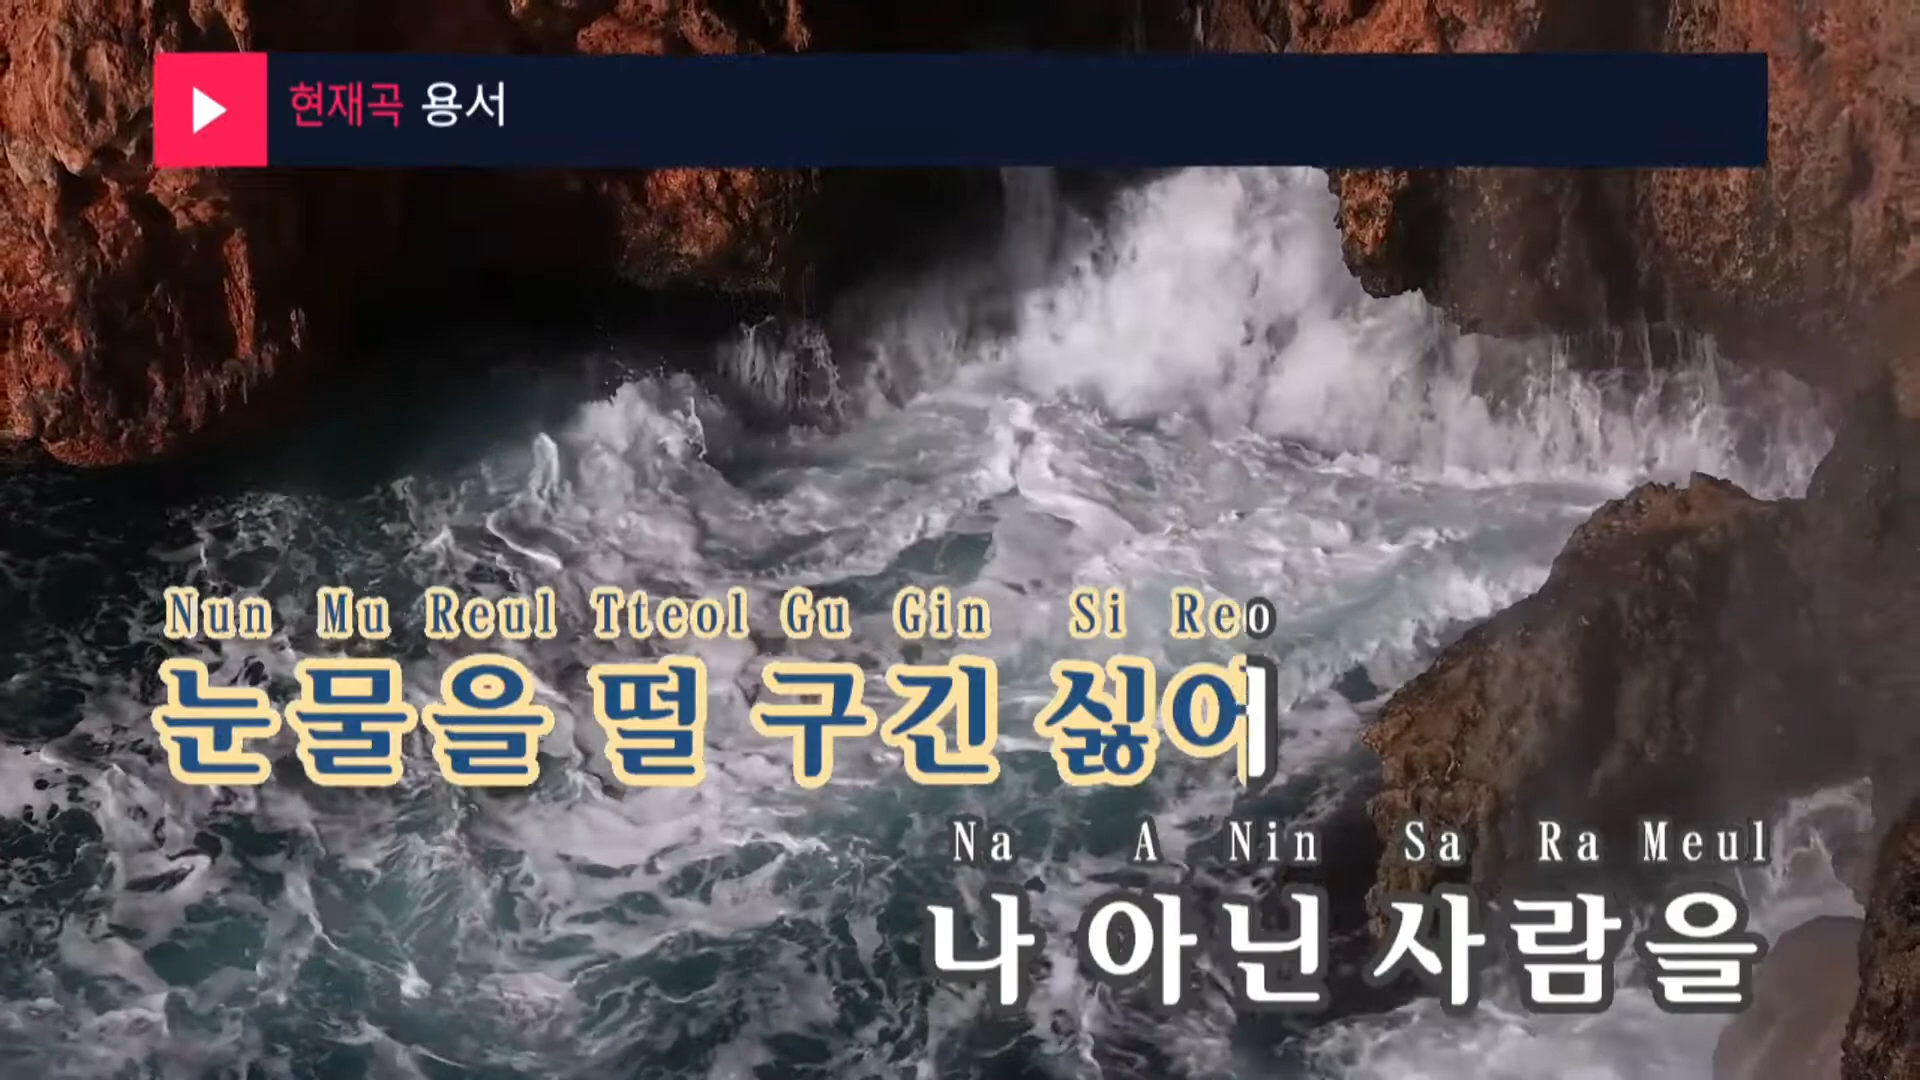 현재곡 용서
Nun Mu Reul Tteol Gu Gin Si Reo
눈물을 떨 구긴 싫어
Na A Nin Sa Ra Meul
나 아닌 사람을